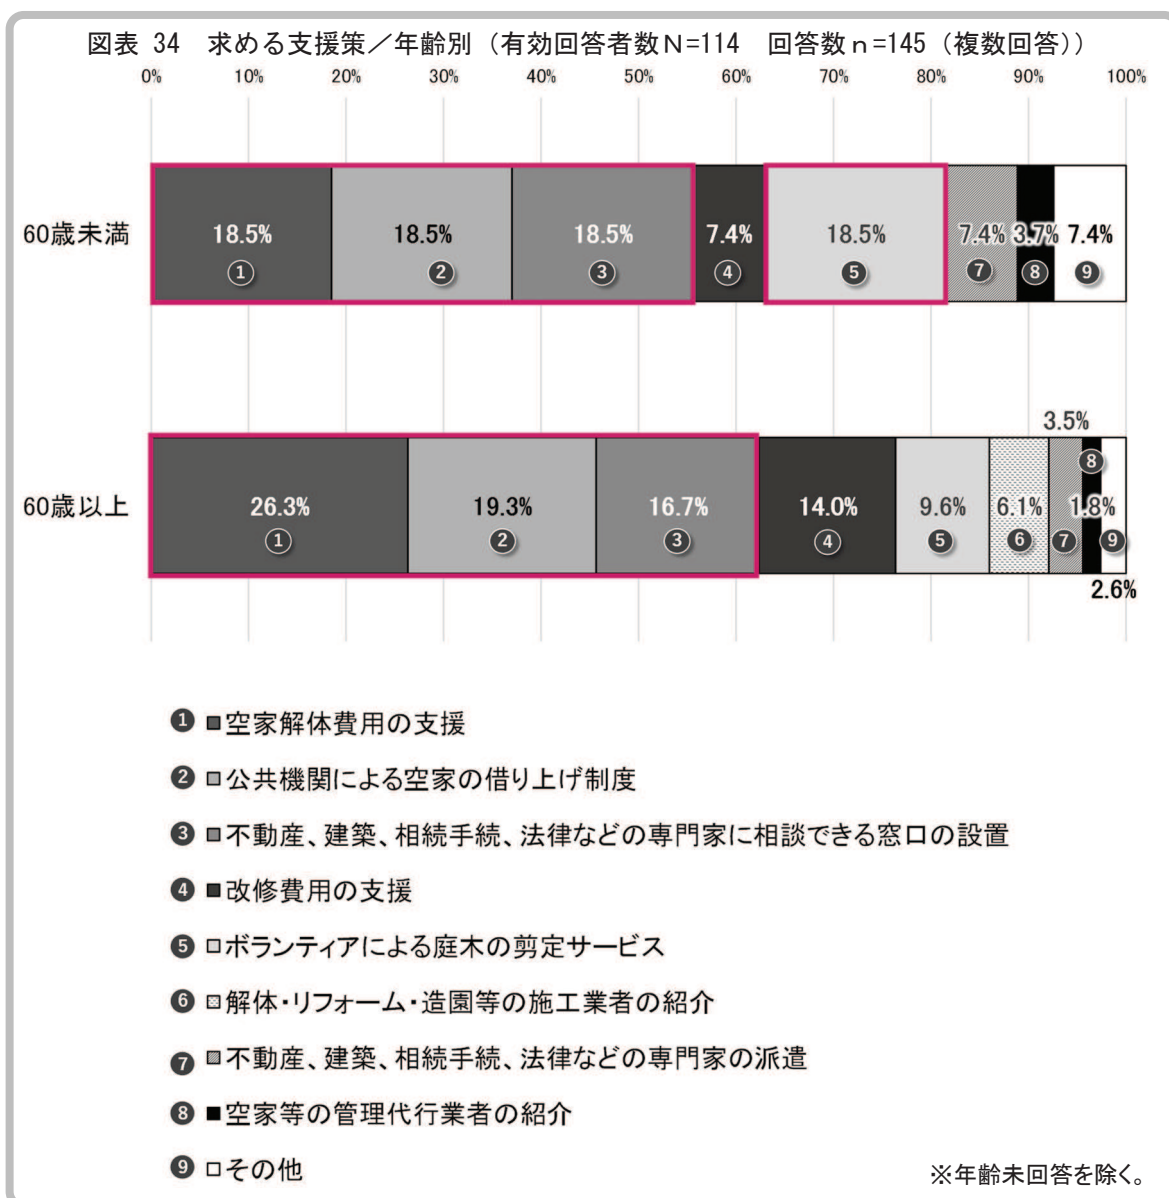 図表 34 求める支援策／年齢別（有効回答者数N=114 回答数n=145（複数回答））
0% 10% 20% 30% 40% 50% 60% 70% 80% 90% 100%
60歳未満 18.5% 18.5% 18.5% 7.4% 18.5% 7.4% 3.7% 7.4%
① ② ③ ④ ⑤ ⑦ ⑧ ⑨
3.5%
⑧
60歳以上 26.3% 19.3% 16.7% 14.0% 9.6% 6.1% 1.8%
① ② ③ ④ ⑤ ⑥ ⑦ ⑨
2.6%
❶ 空家解体費用の支援
❷ 公共機関による空家の借り上げ制度
❸ 不動産、建築、相続手続、法律などの専門家に相談できる窓口の設置
❹ 改修費用の支援
❺ ボランティアによる庭木の剪定サービス
❻ 解体・リフォーム・造園等の施工業者の紹介
❼ 不動産、建築、相続手続、法律などの専門家の派遣
❽ 空家等の管理代行業者の紹介
❾ その他
※年齢未回答を除く。